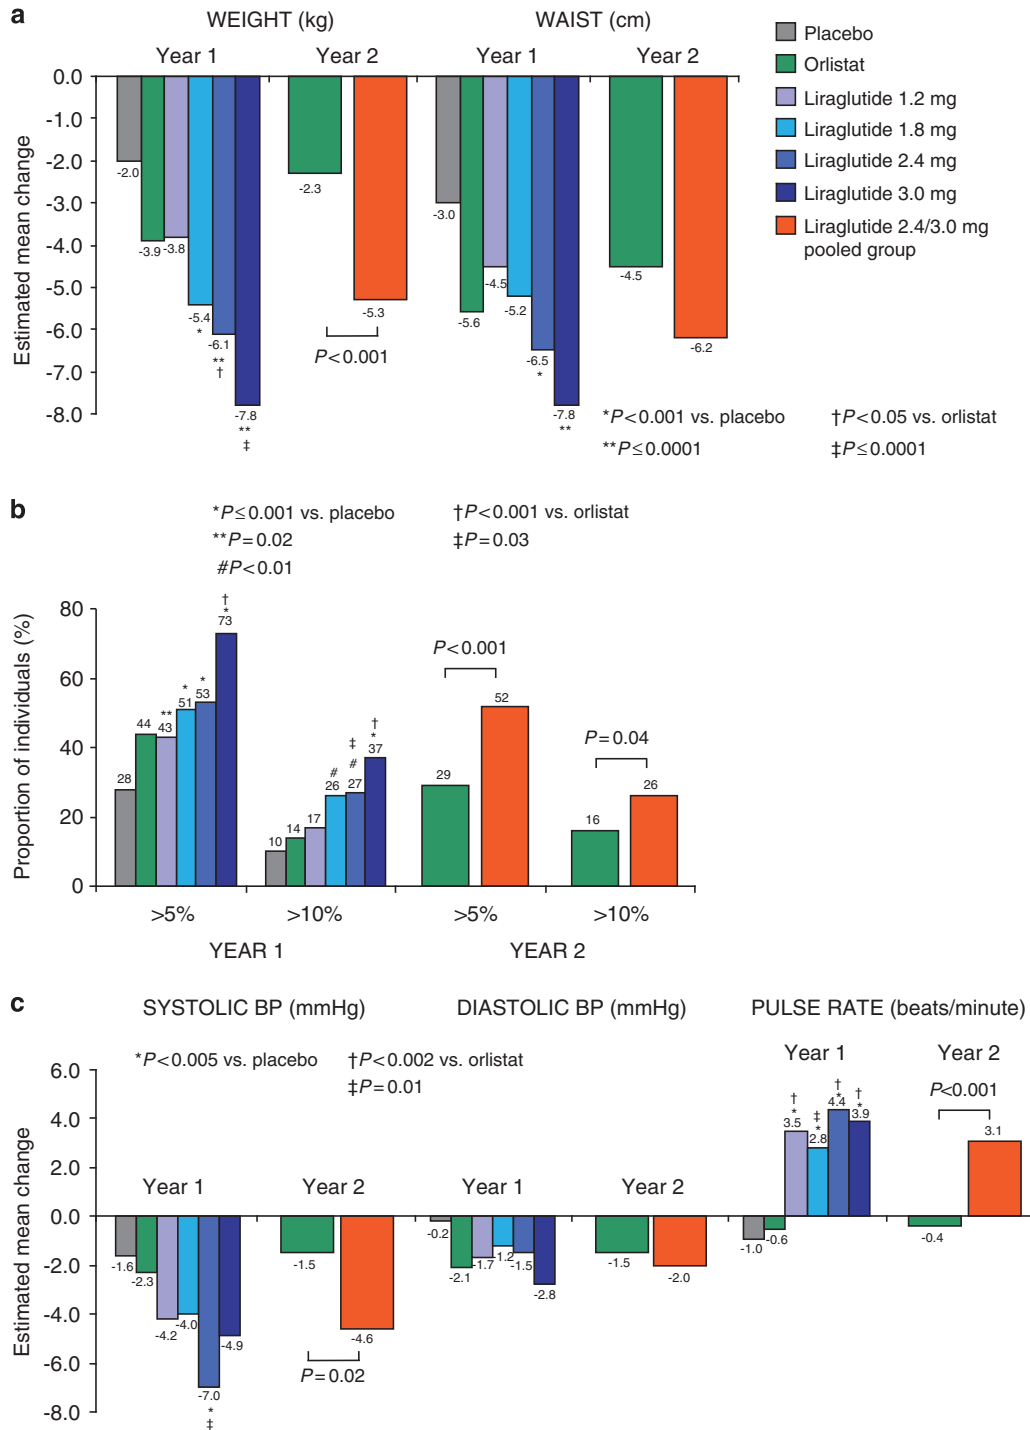 a
WEIGHT (kg)
WAIST (cm)
Year 1
Year 2
Year 1
Year 2
Placebo
Orlistat
Liraglutide 1.2 mg
Liraglutide 1.8 mg
Liraglutide 2.4 mg
Liraglutide 3.0 mg
Liraglutide 2.4/3.0 mg
pooled group
Estimated mean change
0.0
-1.0
-2.0
-3.0
-4.0
-5.0
-6.0
-7.0
-8.0
-2.0
-3.9
-3.8
-5.4
*
-6.1
**
†
-7.8
**
‡
-2.3
-5.3
P<0.001
-3.0
-5.6
-4.5
-5.2
-6.5
*
-7.8
**
-4.5
-6.2
*P<0.001 vs. placebo
†P<0.05 vs. orlistat
**P≤0.0001
‡P≤0.0001
b
*P≤0.001 vs. placebo
†P<0.001 vs. orlistat
**P=0.02
‡P=0.03
#P<0.01
Proportion of individuals (%)
80
60
40
20
0
28
44
**
43
*
51
*
53
†
*
73
10
14
17
#
26
‡
#
27
†
*
37
P<0.001
29
52
P=0.04
16
26
>5%
>10%
>5%
>10%
YEAR 1
YEAR 2
c
SYSTOLIC BP (mmHg)
DIASTOLIC BP (mmHg)
PULSE RATE (beats/minute)
*P<0.005 vs. placebo
†P<0.002 vs. orlistat
‡P=0.01
Estimated mean change
6.0
4.0
2.0
0.0
-2.0
-4.0
-6.0
-8.0
Year 1
Year 2
Year 1
Year 2
Year 1
Year 2
-1.6
-2.3
-4.2
-4.0
-7.0
*
‡
-4.9
-1.5
-4.6
P=0.02
-0.2
-2.1
-1.7
-1.2
-1.5
-2.8
-1.5
-2.0
-1.0
-0.6
†
*
3.5
‡
*
2.8
†
*
4.4
†
*
3.9
P<0.001
-0.4
3.1